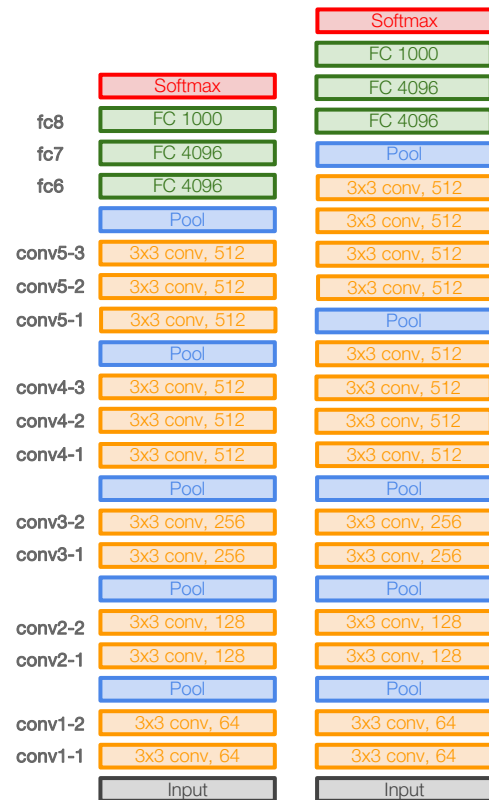 Softmax
fc8 FC 1000
fc7 FC 4096
fc6 FC 4096
Pool
conv5-3 3x3 conv, 512
conv5-2 3x3 conv, 512
conv5-1 3x3 conv, 512
Pool
conv4-3 3x3 conv, 512
conv4-2 3x3 conv, 512
conv4-1 3x3 conv, 512
Pool
conv3-2 3x3 conv, 256
conv3-1 3x3 conv, 256
Pool
conv2-2 3x3 conv, 128
conv2-1 3x3 conv, 128
Pool
conv1-2 3x3 conv, 64
conv1-1 3x3 conv, 64
Input
Softmax
FC 1000
FC 4096
FC 4096
Pool
3x3 conv, 512
3x3 conv, 512
3x3 conv, 512
3x3 conv, 512
Pool
3x3 conv, 512
3x3 conv, 512
3x3 conv, 512
3x3 conv, 512
Pool
3x3 conv, 256
3x3 conv, 256
Pool
3x3 conv, 128
3x3 conv, 128
Pool
3x3 conv, 64
3x3 conv, 64
Input